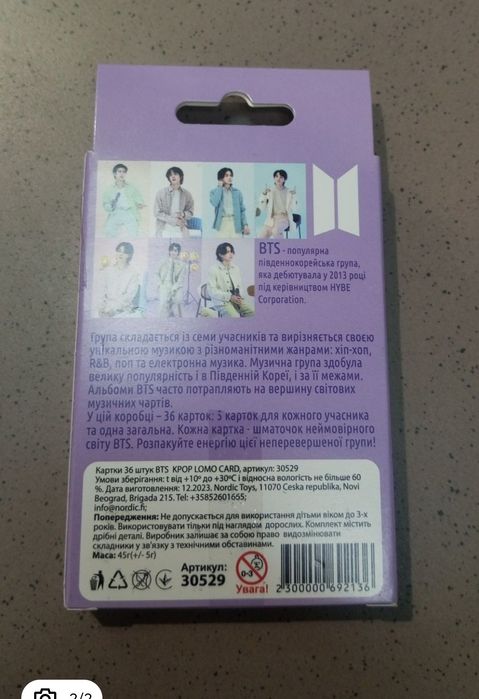 BTS - популярна
південнокорейська група,
яка дебютувала у 2013 році
під керівництвом HYBE
Corporation.
Група складається із семи учасників та вирізняється своєю
унікальною музикою з різноманітними жанрами: хіп-хоп,
R&B, поп та електронна музика. Музична група здобула
велику популярність і в Південній Кореї, і за її межами.
Альбоми BTS часто потрапляють на вершину світових
музичних чартів.
У цій коробці – 36 карток: 5 карток для кожного учасника
та одна загальна. Кожна картка - шматочок неймовірного
світу BTS. Розпакуйте енергію цієї неперевершеної групи!
Картки 36 штук BTS KPOP LOMO CARD, артикул: 30529
Умови зберігання: t від +10º до +30ºС і відносна вологість не більше 60
%. Дата виготовлення: 12.2023. Nordic Toys, 11070 Ceska republika, Novi
Beograd, Brigada 215. Tel: +35852601655;
info@nordic.fi;
Попередження: Не допускається для використання дітьми віком до 3-х
років. Використовувати тільки під наглядом дорослих. Комплект містить
дрібні деталі. Виробник залишає за собою право видозмінювати
складники у зв'язку з технічними обставинами.
Маса: 45г(+/- 5г)
Артикул:
30529
0-3
Увага!
2 300000 692136
2/2